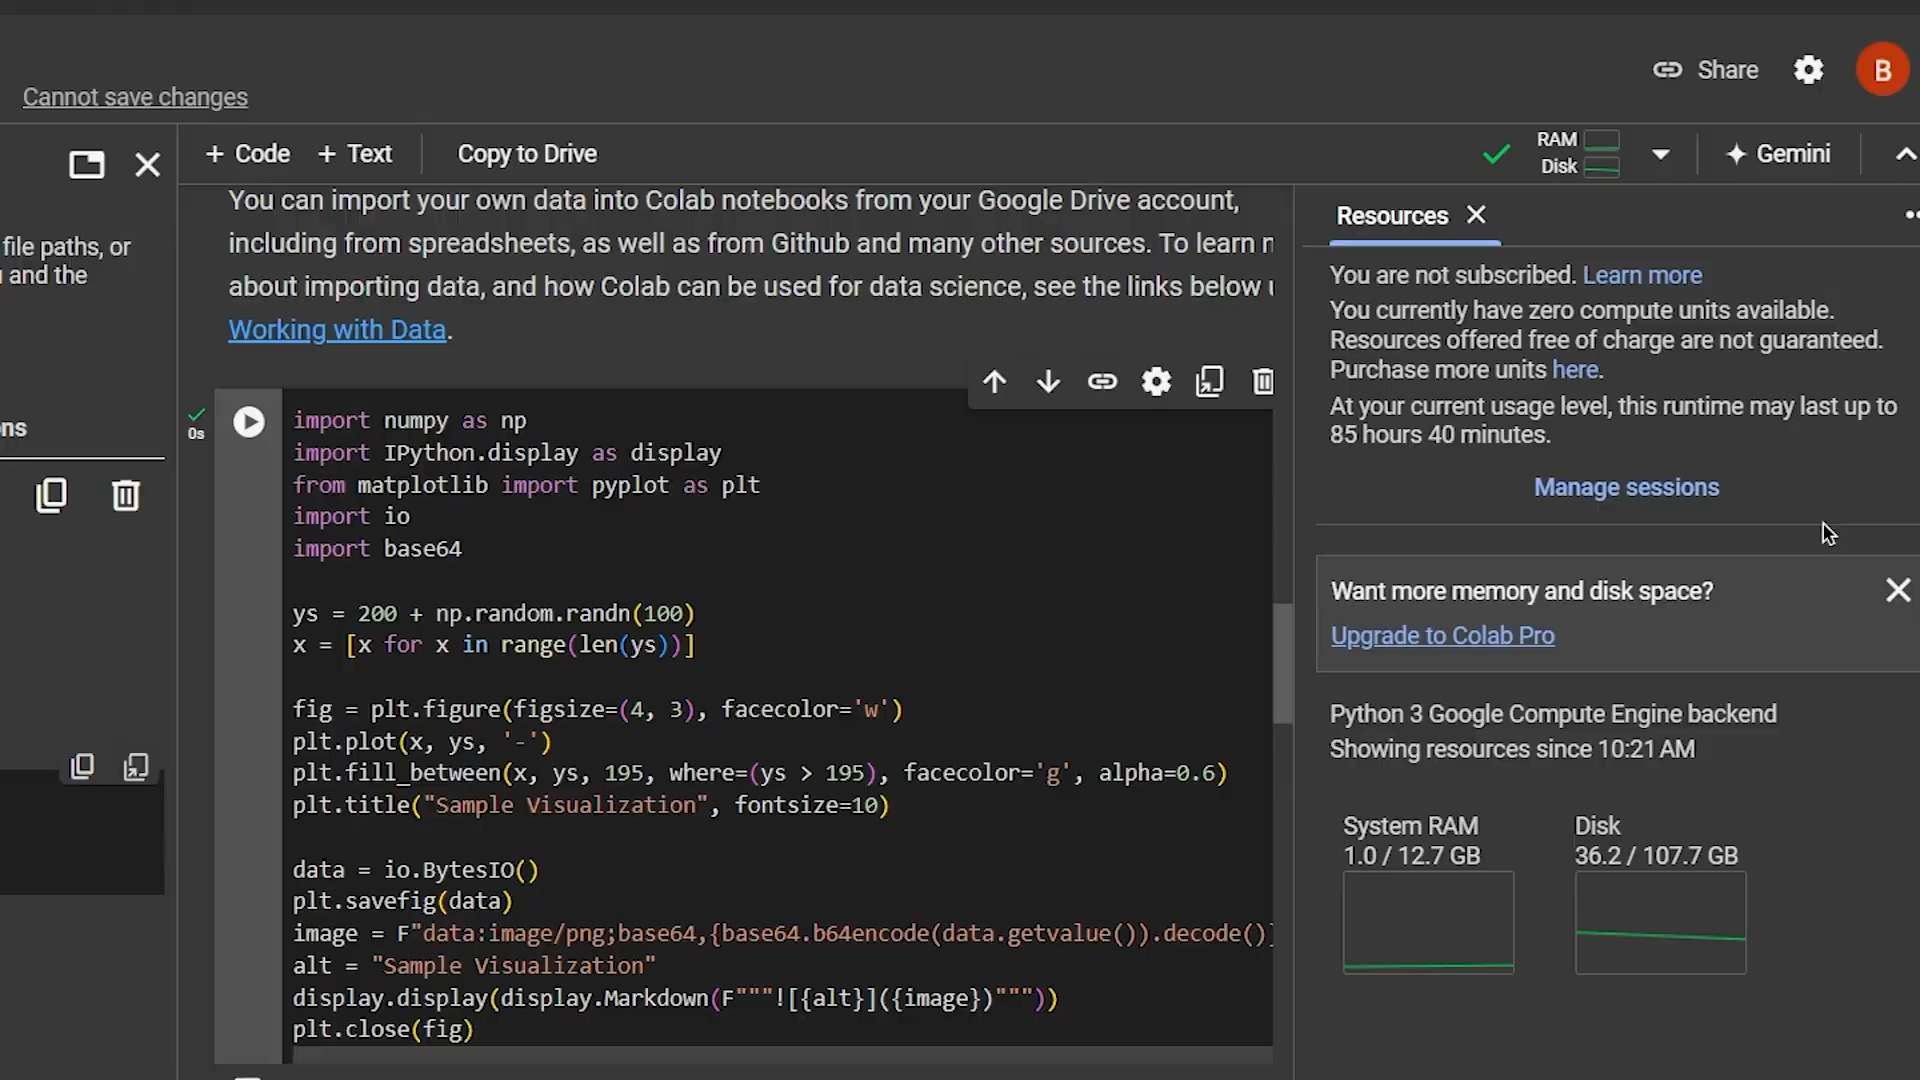 Share
B
Cannot save changes
+ Code + Text Copy to Drive
RAM
Disk
Gemini
file paths, or
and the
ns
You can import your own data into Colab notebooks from your Google Drive account,
including from spreadsheets, as well as from Github and many other sources. To learn
about importing data, and how Colab can be used for data science, see the links below
Working with Data.
0s
import numpy as np
import IPython.display as display
from matplotlib import pyplot as plt
import io
import base64
ys = 200 + np.random.randn(100)
x = [x for x in range(len(ys))]
fig = plt.figure(figsize=(4, 3), facecolor='w')
plt.plot(x, ys, '-')
plt.fill_between(x, ys, 195, where=(ys > 195), facecolor='g', alpha=0.6)
plt.title("Sample Visualization", fontsize=10)
data = io.BytesIO()
plt.savefig(data)
image = F"data:image/png;base64,{base64.b64encode(data.getvalue()).decode()}
alt = "Sample Visualization"
display.display(display.Markdown(F"""![{alt}]({image})"""))
plt.close(fig)
Resources
You are not subscribed. Learn more
You currently have zero compute units available.
Resources offered free of charge are not guaranteed.
Purchase more units here.
At your current usage level, this runtime may last up to
85 hours 40 minutes.
Manage sessions
Want more memory and disk space?
Upgrade to Colab Pro
Python 3 Google Compute Engine backend
Showing resources since 10:21 AM
System RAM
1.0 / 12.7 GB
Disk
36.2 / 107.7 GB